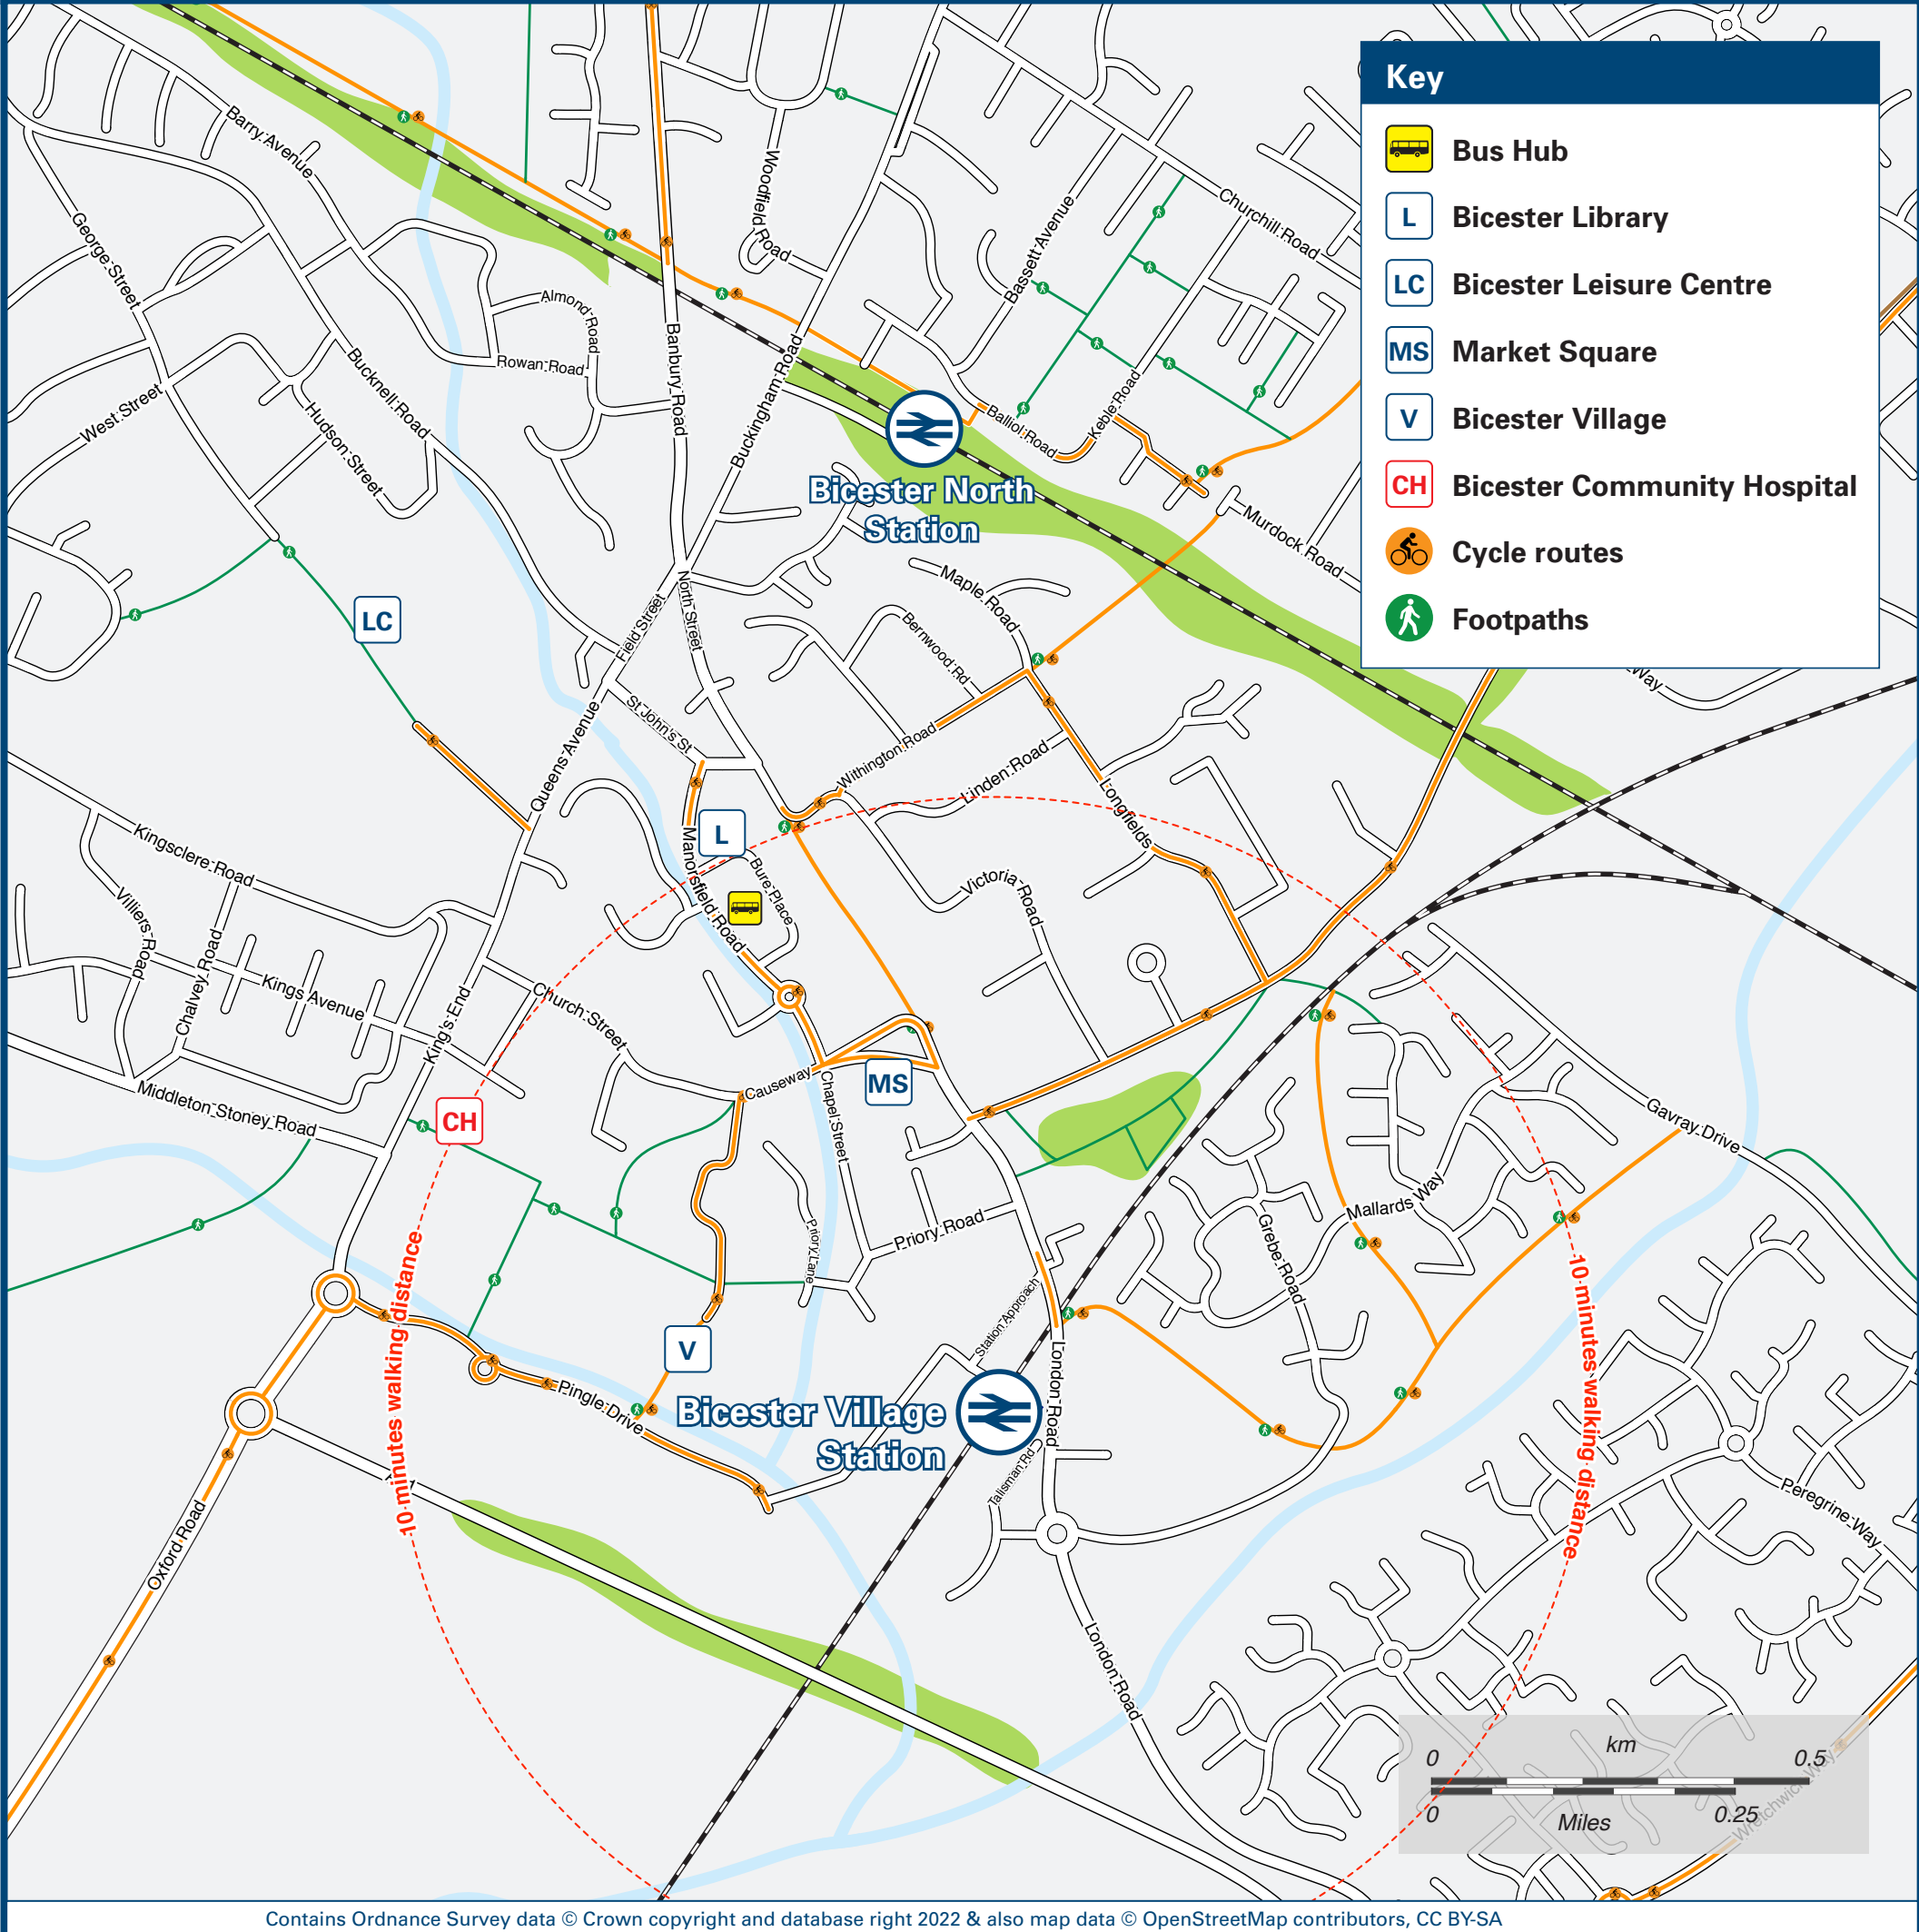 Key
Bus Hub
L Bicester Library
LC Bicester Leisure Centre
MS Market Square
V Bicester Village
CH Bicester Community Hospital
Cycle routes
Footpaths
Barry Avenue
George Street
Woodfield Road
Churchill Road
Bassett Avenue
Almond Road
Rowan Road
Banbury Road
Buckingham Road
Bucknell Road
West Street
Hudson Street
Balliol Road
Keble Road
Bicester North
Station
Murdock Road
Way
LC
Field Street
North Street
Maple Road
Bernwood Rd
St John's St
Queens Avenue
Withington Road
Linden Road
Longfields
L
Manorsfield Road
Bure Place
Victoria Road
Kingsclere Road
Villiers Road
Chalvey Road
Kings Avenue
King's End
Church Street
Middleton Stoney Road
CH
Causeway
MS
Chapel Street
Priory Road
Priory Lane
Gavray Drive
Mallards Way
Grebe Road
Station Approach
London Road
V
Pingle Drive
Bicester Village
Station
Talisman Rd
10 minutes walking distance
10 minutes walking distance
Oxford Road
Peregrine Way
London Road
Wretchwick Way
0 km 0.5
0 Miles 0.25
Contains Ordnance Survey data © Crown copyright and database right 2022 & also map data © OpenStreetMap contributors, CC BY-SA